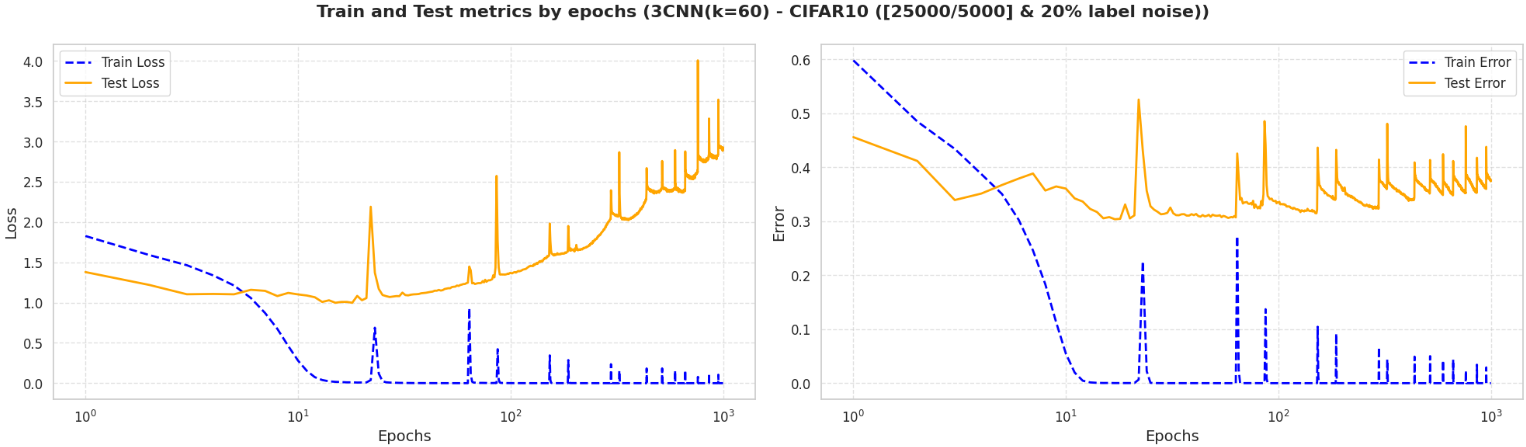 Train and Test metrics by epochs (3CNN(k=60) - CIFAR10 ([25000/5000] & 20% label noise))
Loss
4.0
3.5
3.0
2.5
2.0
1.5
1.0
0.5
0.0
Train Loss
Test Loss
10⁰
10¹
10²
10³
Epochs
Error
0.6
0.5
0.4
0.3
0.2
0.1
0.0
Train Error
Test Error
10⁰
10¹
10²
10³
Epochs